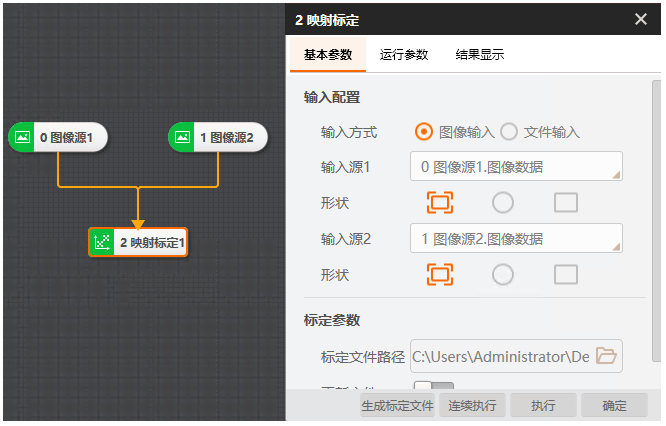 0 图像源1
1 图像源2
2 映射标定1
2 映射标定
基本参数 运行参数 结果显示
输入配置
输入方式 图像输入 文件输入
输入源1 0 图像源1.图像数据
形状
输入源2 1 图像源2.图像数据
形状
标定参数
标定文件路径 C:\Users\Administrator\De
生成标定文件 连续执行 执行 确定